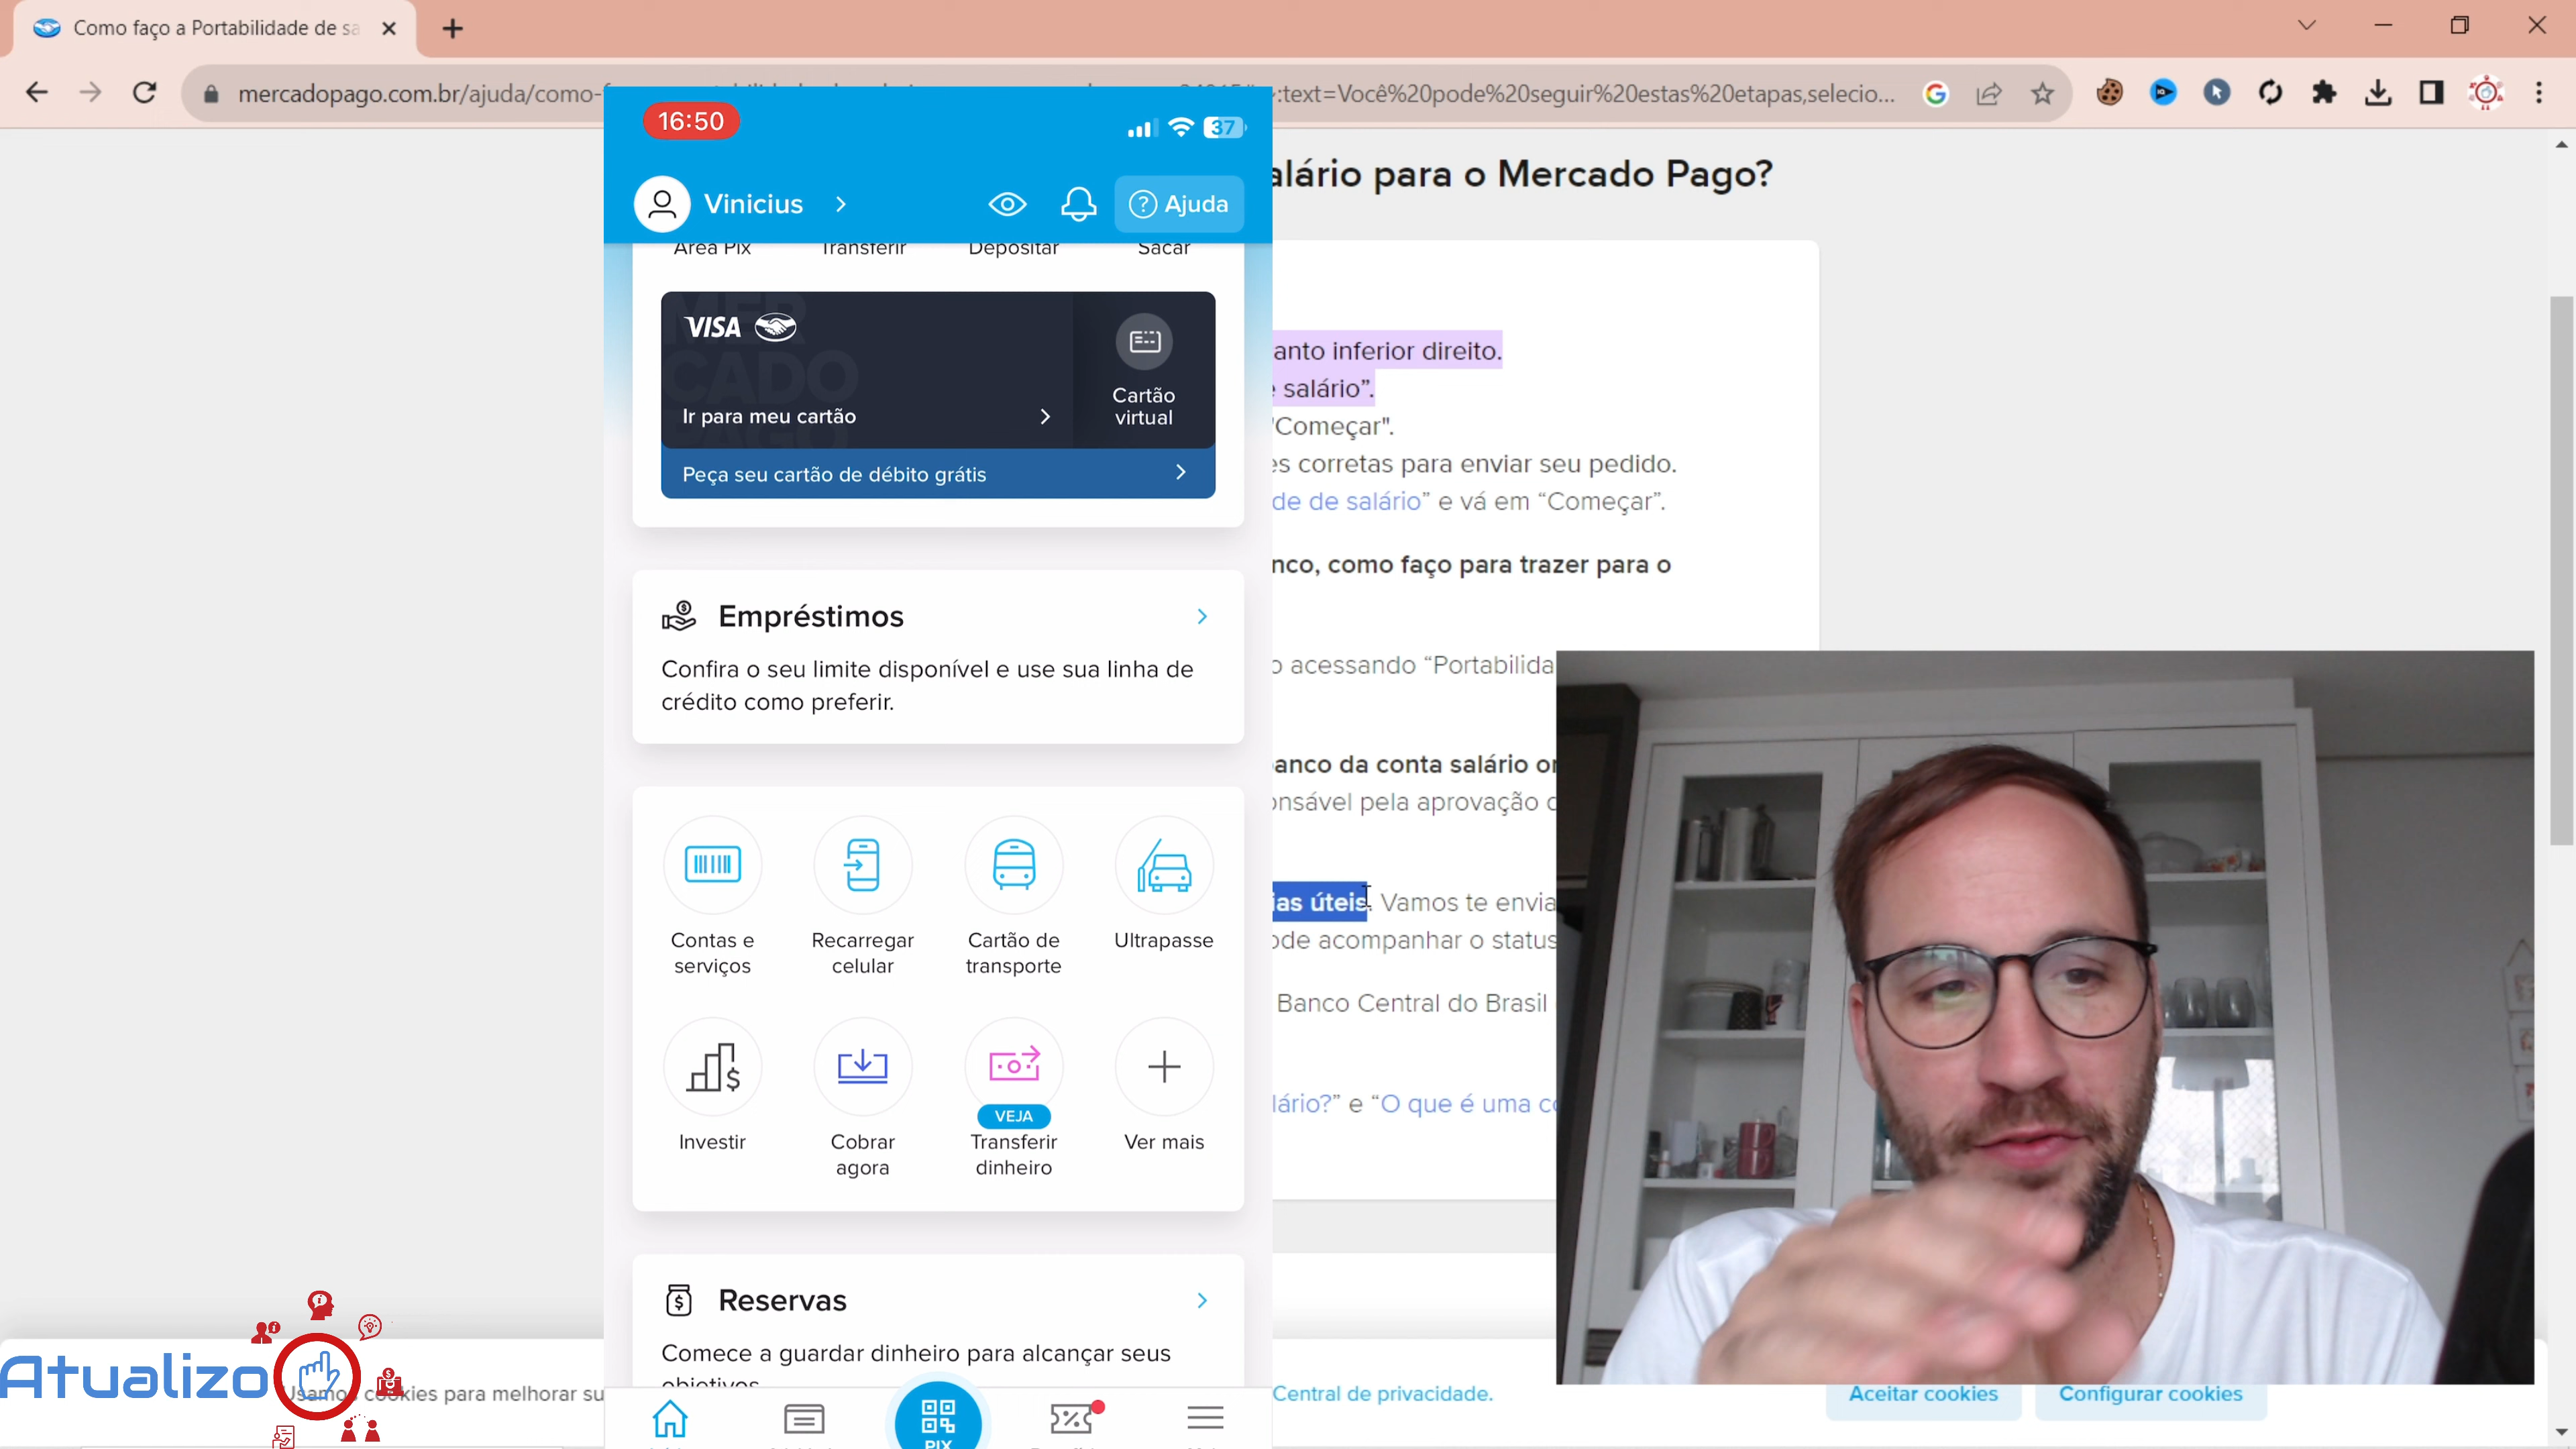 Como faço a Portabilidade de sa
mercadopago.com.br/ajuda/como-
:text=Você%20pode%20seguir%20estas%20etapas,selecio...
16:50
37
Vinicius
Ajuda
Área Pix
Transferir
Depositar
Sacar
MERCADO PAGO
VISA
Ir para meu cartão
Cartão
virtual
Peça seu cartão de débito grátis
Empréstimos
Confira o seu limite disponível e use sua linha de
crédito como preferir.
Contas e
serviços
Recarregar
celular
Cartão de
transporte
Ultrapasse
Investir
Cobrar
agora
VEJA
Transferir
dinheiro
Ver mais
Reservas
Comece a guardar dinheiro para alcançar seus
objetivos
PIX
alário para o Mercado Pago?
anto inferior direito.
salário”.
"Começar".
es corretas para enviar seu pedido.
de de salário” e vá em “Começar”.
nco, como faço para trazer para o
o acessando “Portabilida
anco da conta salário or
onsável pela aprovação
ias úteis. Vamos te envia
ode acompanhar o status
Banco Central do Brasil
lário?” e “O que é uma co
Atualizo
Usamos cookies para melhorar su
Central de privacidade.
Aceitar cookies
Configurar cookies